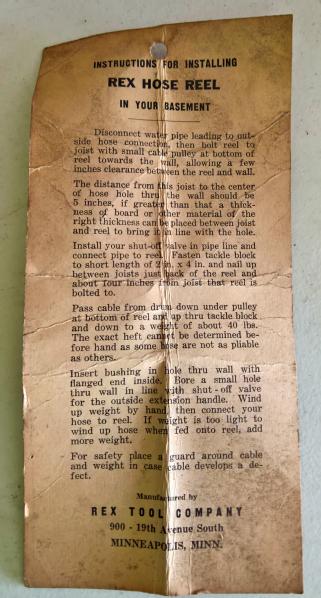 INSTRUCTIONS FOR INSTALLING
REX HOSE REEL
IN YOUR BASEMENT
Disconnect water pipe leading to out-
side hose connection, then bolt reel to
joist with small cable pulley at bottom of
reel towards the wall, allowing a few
inches clearance between the reel and wall.
The distance from this joist to the center
of hose hole thru the wall should be
5 inches, if greater than that a thick-
ness of board or other material of the
right thickness can be placed between joist
and reel to bring it in line with the hole.
Install your shut-off valve in pipe line and
connect pipe to reel. Fasten tackle block
to short length of 2 in. x 4 in. and nail up
between joists just back of the reel and
about four inches from joist that reel is
bolted to.
Pass cable from drum down under pulley
at bottom of reel and up thru tackle block
and down to a weight of about 40 lbs.
The exact heft cannot be determined be-
fore hand as some hose are not as pliable
as others.
Insert bushing in hole thru wall with
flanged end inside. Bore a small hole
thru wall in line with shut-off valve
for the outside extension handle. Wind
up weight by hand, then connect your
hose to reel. If weight is too light to
wind up hose when fed onto reel, add
more weight.
For safety place a guard around cable
and weight in case cable develops a de-
fect.
Manufactured by
REX TOOL COMPANY
900 - 19th Avenue South
MINNEAPOLIS, MINN.